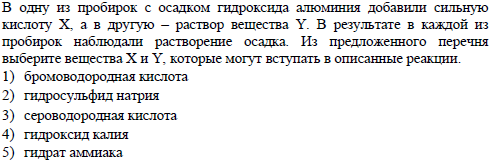 В одну из пробирок с осадком гидроксида алюминия добавили сильную
кислоту X, а в другую – раствор вещества Y. В результате в каждой из
пробирок наблюдали растворение осадка. Из предложенного перечня
выберите вещества X и Y, которые могут вступать в описанные реакции.
1) бромоводородная кислота
2) гидросульфид натрия
3) сероводородная кислота
4) гидроксид калия
5) гидрат аммиака